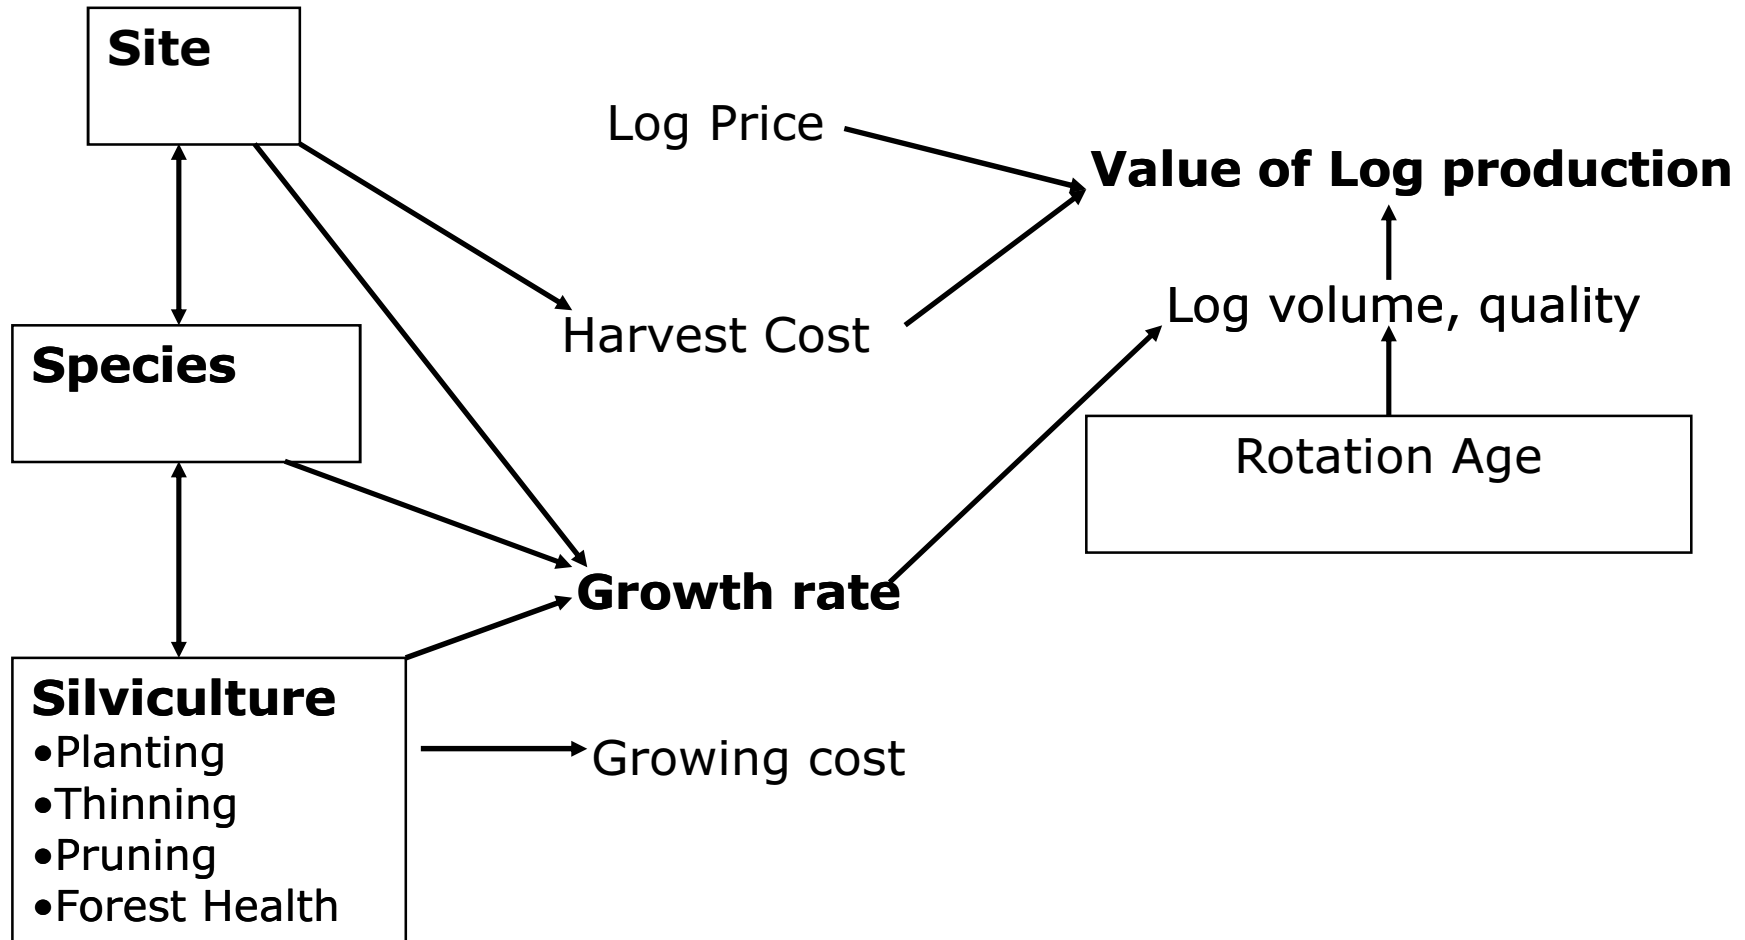 Site
Log Price
Value of Log production
Log volume, quality
Harvest Cost
Species
Rotation Age
Growth rate
Silviculture
•Planting
•Thinning
•Pruning
•Forest Health
Growing cost